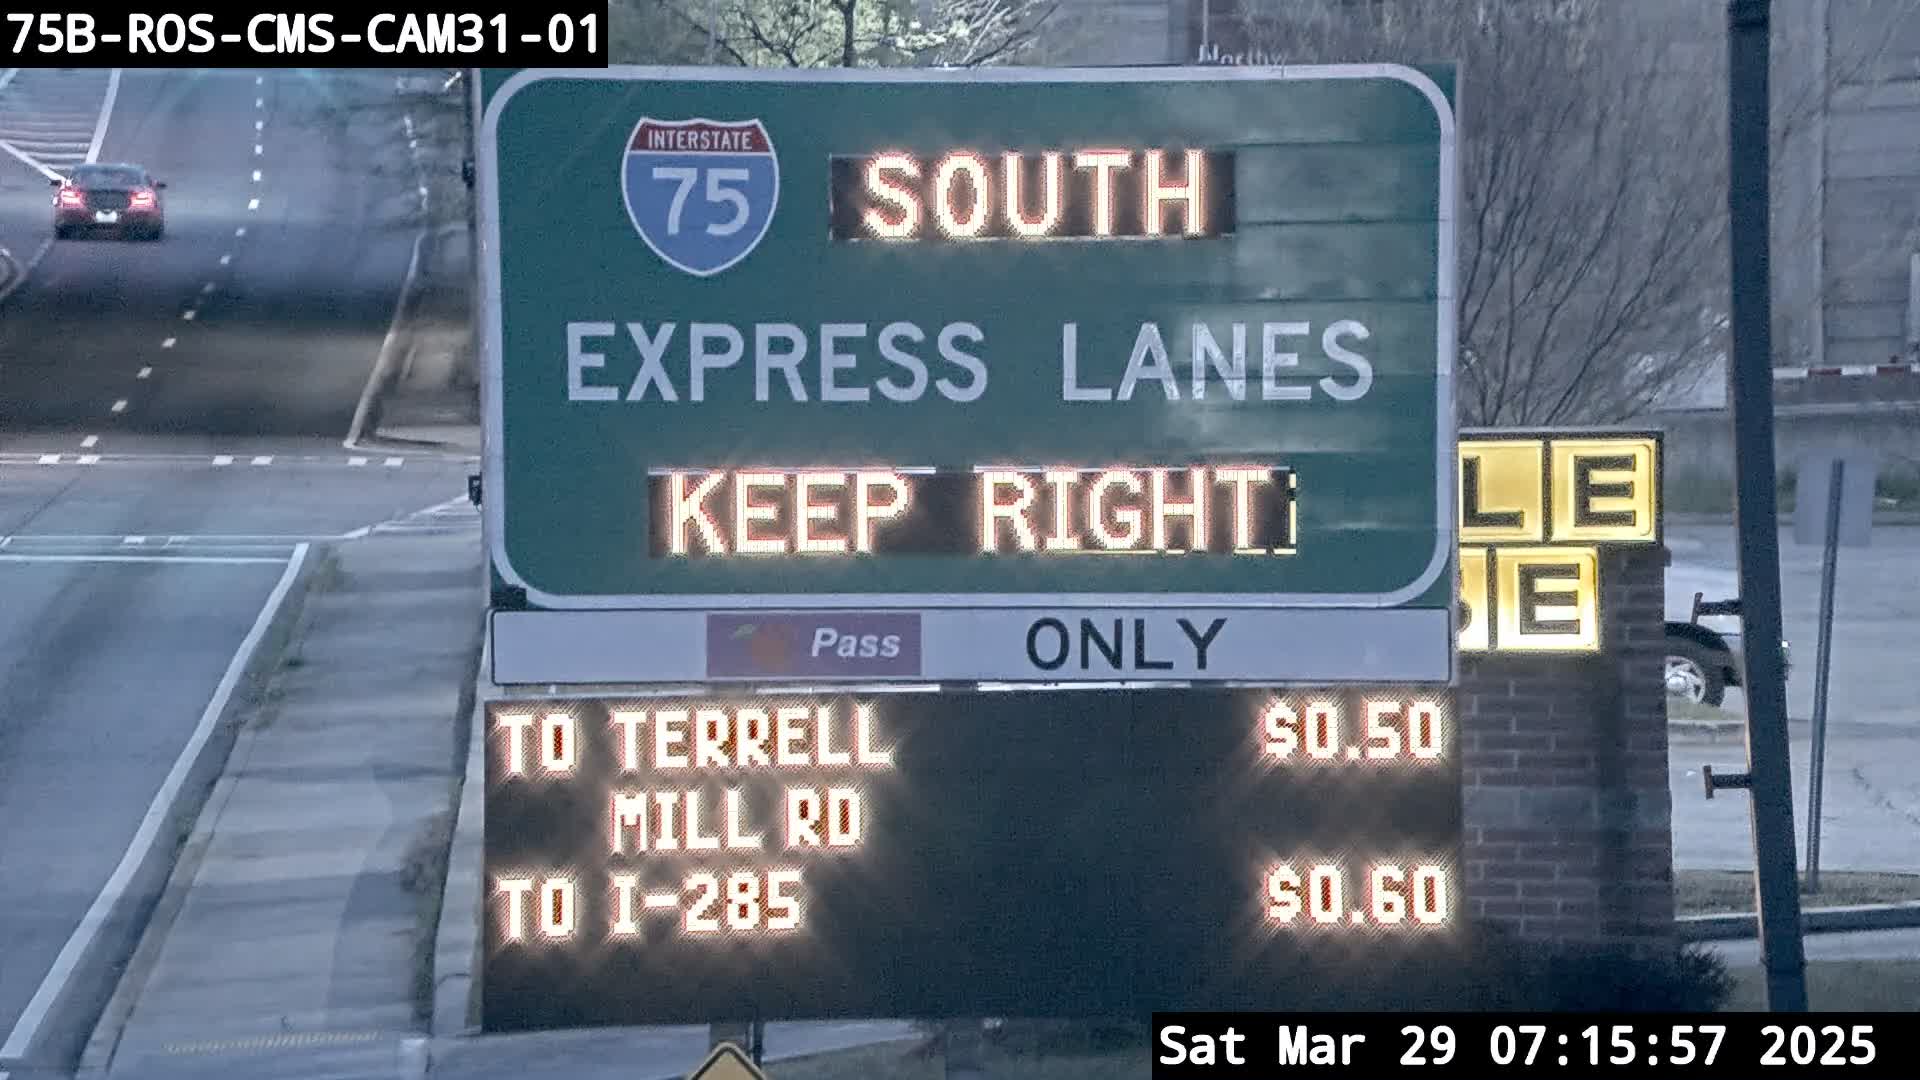 75B-ROS-CMS-CAM31-01
INTERSTATE
75
SOUTH
EXPRESS LANES
KEEP RIGHT
Pass ONLY
TO TERRELL $0.50
MILL RD
TO I-285 $0.60
LE
E
Sat Mar 29 07:15:57 2025